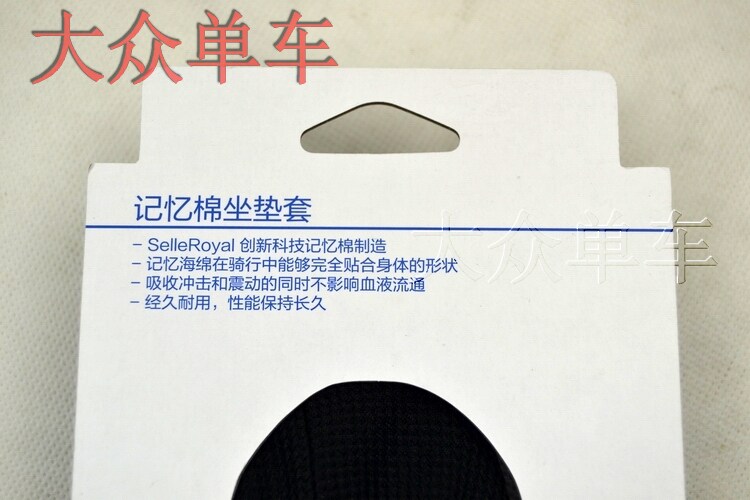 大众单车
记忆棉坐垫套
大众单车
- SelleRoyal 创新科技记忆棉制造
- 记忆海绵在骑行中能够完全贴合身体的形状
- 吸收冲击和震动的同时不影响血液流通
- 经久耐用，性能保持长久